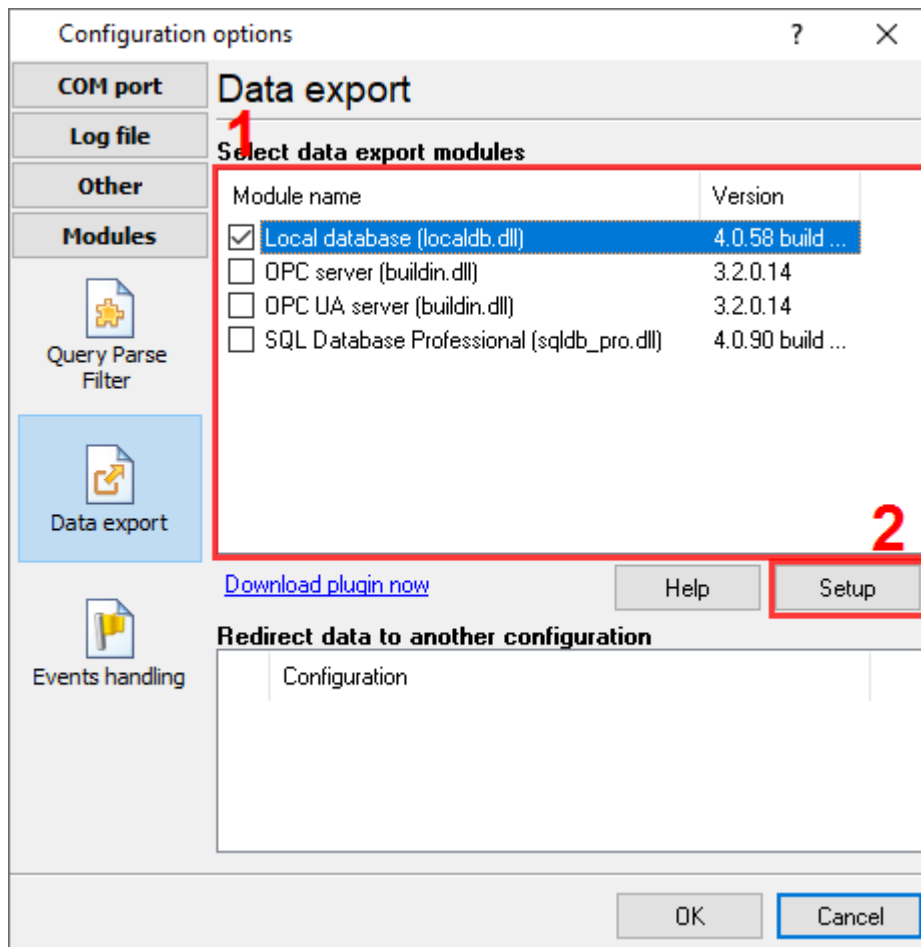 Configuration options
?
COM port
Log file
Other
Modules
Query Parse
Filter
Data export
Events handling
Data export
1
Select data export modules
Module name Version
Local database (localdb.dll) 4.0.58 build ...
OPC server (buildin.dll) 3.2.0.14
OPC UA server (buildin.dll) 3.2.0.14
SQL Database Professional (sqldb_pro.dll) 4.0.90 build ...
2
Download plugin now Help Setup
Redirect data to another configuration
Configuration
OK Cancel